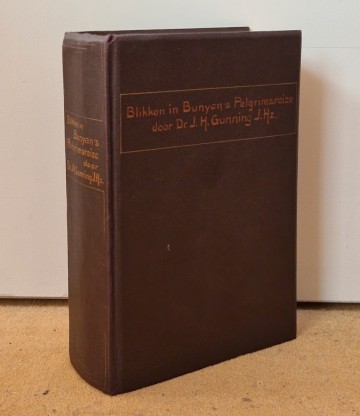 Blikken in Bunyan's Pelgrimsreize
door Dr J. H. Gunning J.Hz.
Blikken in
Bunyan's
Pelgrimsreize
door
Dr J.H. Gunning J.Hz.